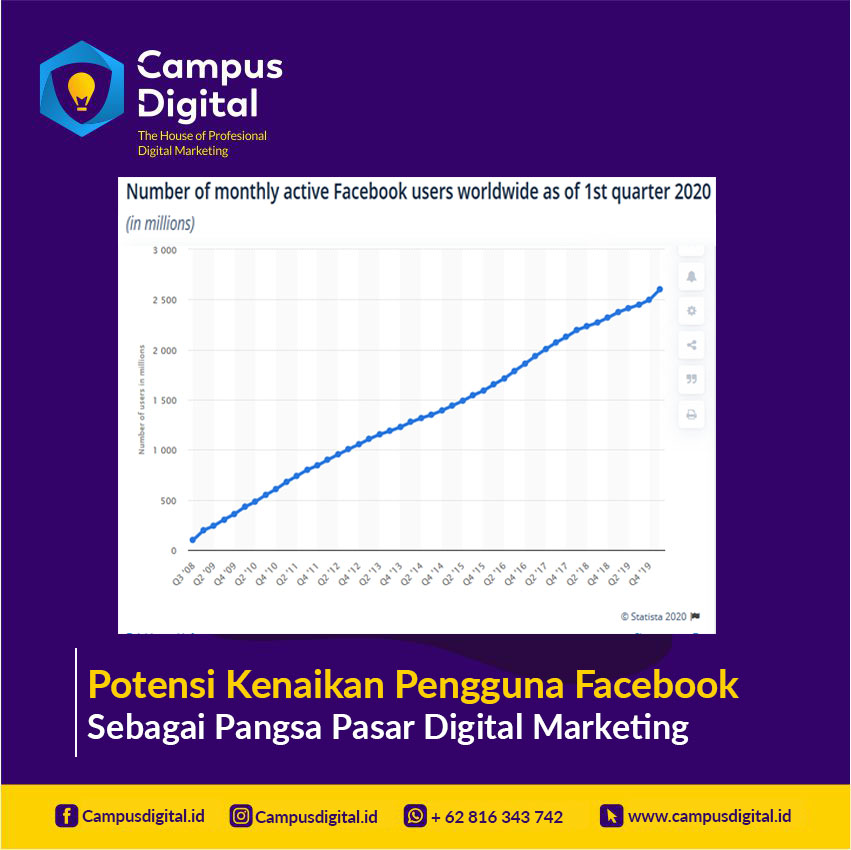 Campus
Digital
The House of Profesional
Digital Marketing
Number of monthly active Facebook users worldwide as of 1st quarter 2020
(in millions)
Number of users in millions
3 000
2 500
2 000
1 500
1 000
500
0
Q3 '08
Q2 '09
Q4 '09
Q2 '10
Q4 '10
Q2 '11
Q4 '11
Q2 '12
Q4 '12
Q2 '13
Q4 '13
Q2 '14
Q4 '14
Q2 '15
Q4 '15
Q2 '16
Q4 '16
Q2 '17
Q4 '17
Q2 '18
Q4 '18
Q2 '19
Q4 '19
© Statista 2020
Potensi Kenaikan Pengguna Facebook
Sebagai Pangsa Pasar Digital Marketing
Campusdigital.id
Campusdigital.id
+ 62 816 343 742
www.campusdigital.id